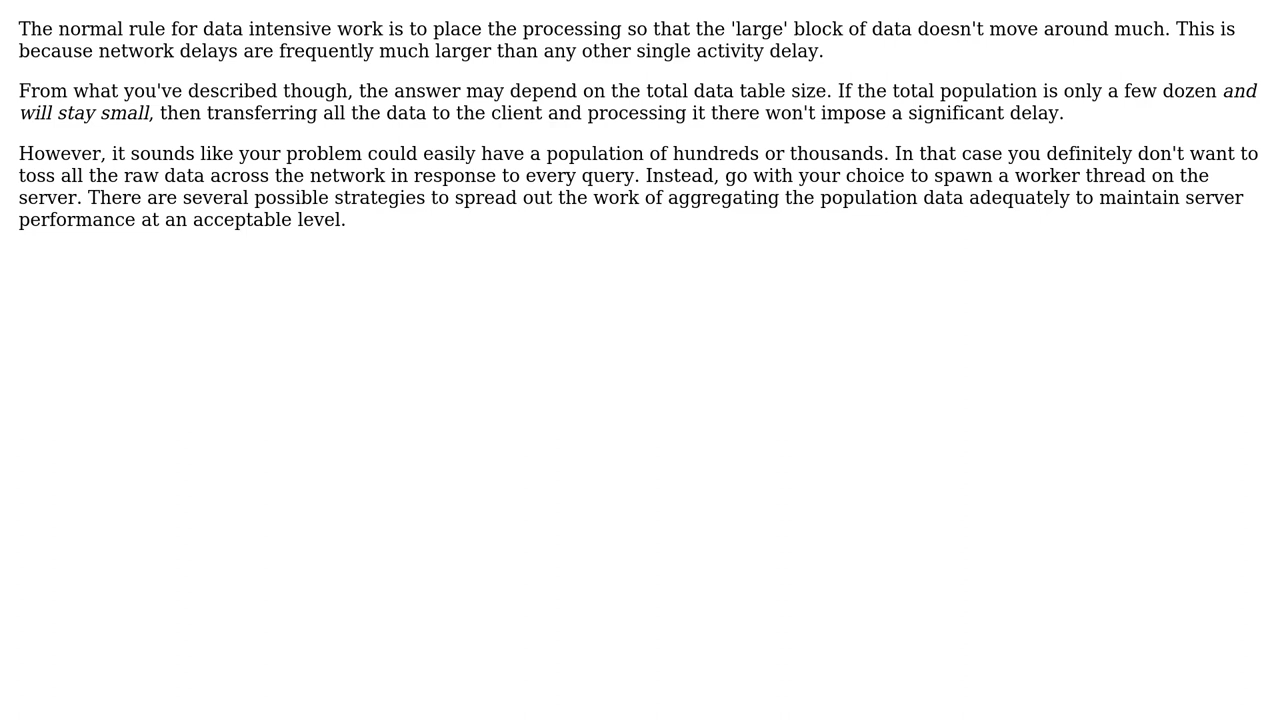 The normal rule for data intensive work is to place the processing so that the 'large' block of data doesn't move around much. This is
because network delays are frequently much larger than any other single activity delay.
From what you've described though, the answer may depend on the total data table size. If the total population is only a few dozen and
will stay small, then transferring all the data to the client and processing it there won't impose a significant delay.
However, it sounds like your problem could easily have a population of hundreds or thousands. In that case you definitely don't want to
toss all the raw data across the network in response to every query. Instead, go with your choice to spawn a worker thread on the
server. There are several possible strategies to spread out the work of aggregating the population data adequately to maintain server
performance at an acceptable level.